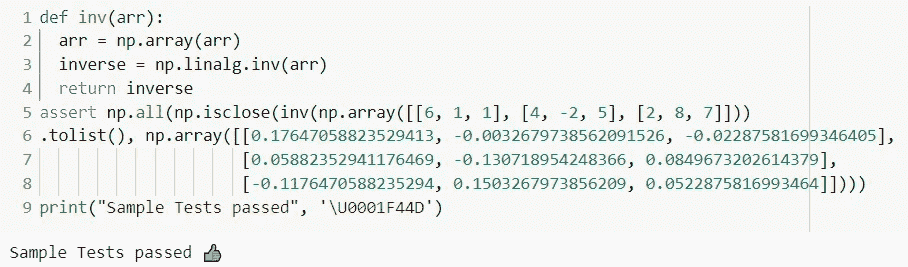 1 def inv(arr):
2   arr = np.array(arr)
3   inverse = np.linalg.inv(arr)
4   return inverse
5 assert np.all(np.isclose(inv(np.array([[6, 1, 1], [4, -2, 5], [2, 8, 7]]))
6 .tolist(), np.array([[0.17647058823529413, -0.0032679738562091526, -0.02287581699346405],
7                    [0.05882352941176469, -0.130718954248366, 0.0849673202614379],
8                    [-0.1176470588235294, 0.1503267973856209, 0.0522875816993464]])))
9 print("Sample Tests passed", '\U0001F44D')
Sample Tests passed 👍